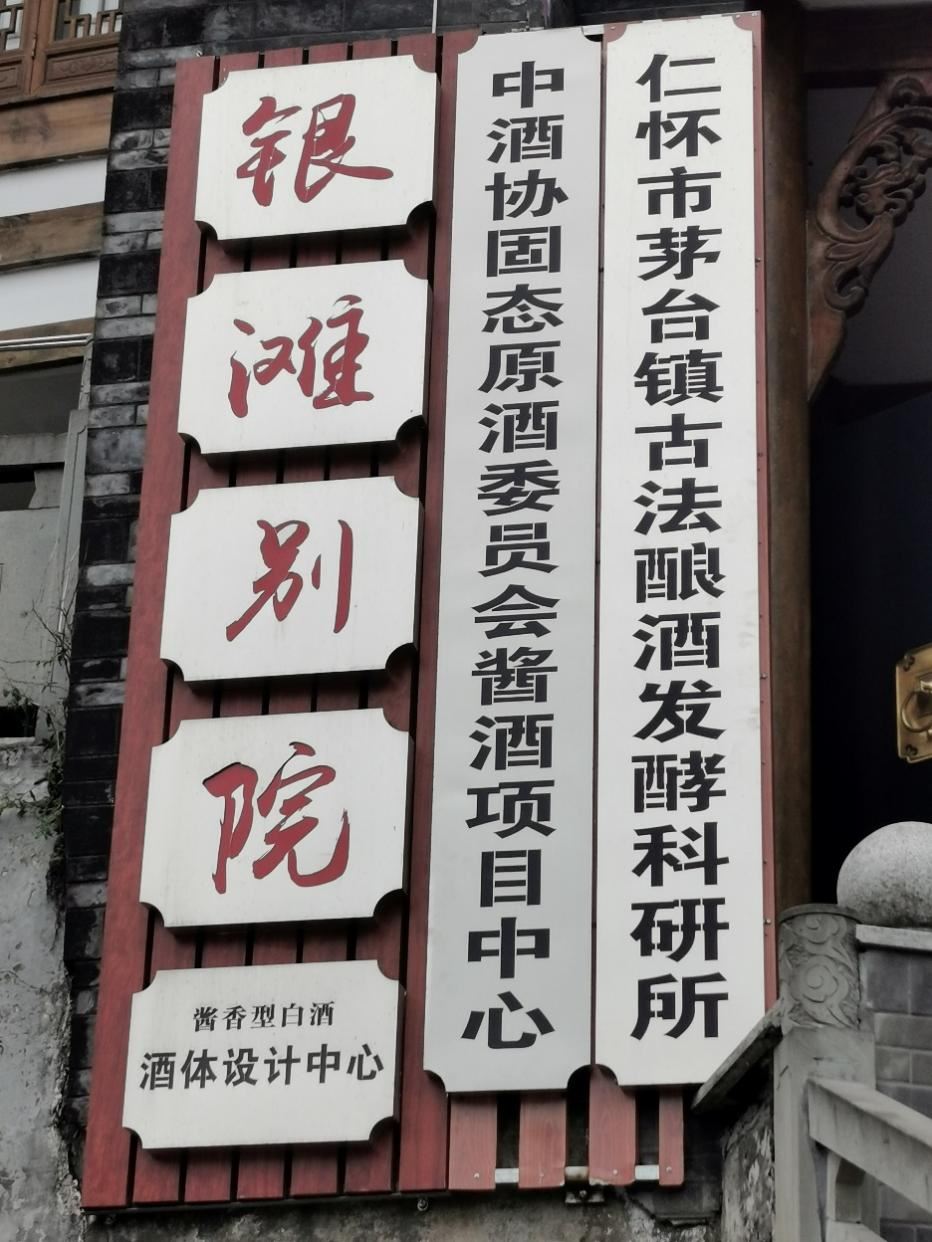 仁怀市茅台镇古法酿酒发酵科研所
中酒协固态原酒委员会酱酒项目中心
银滩别院
酱香型白酒
酒体设计中心